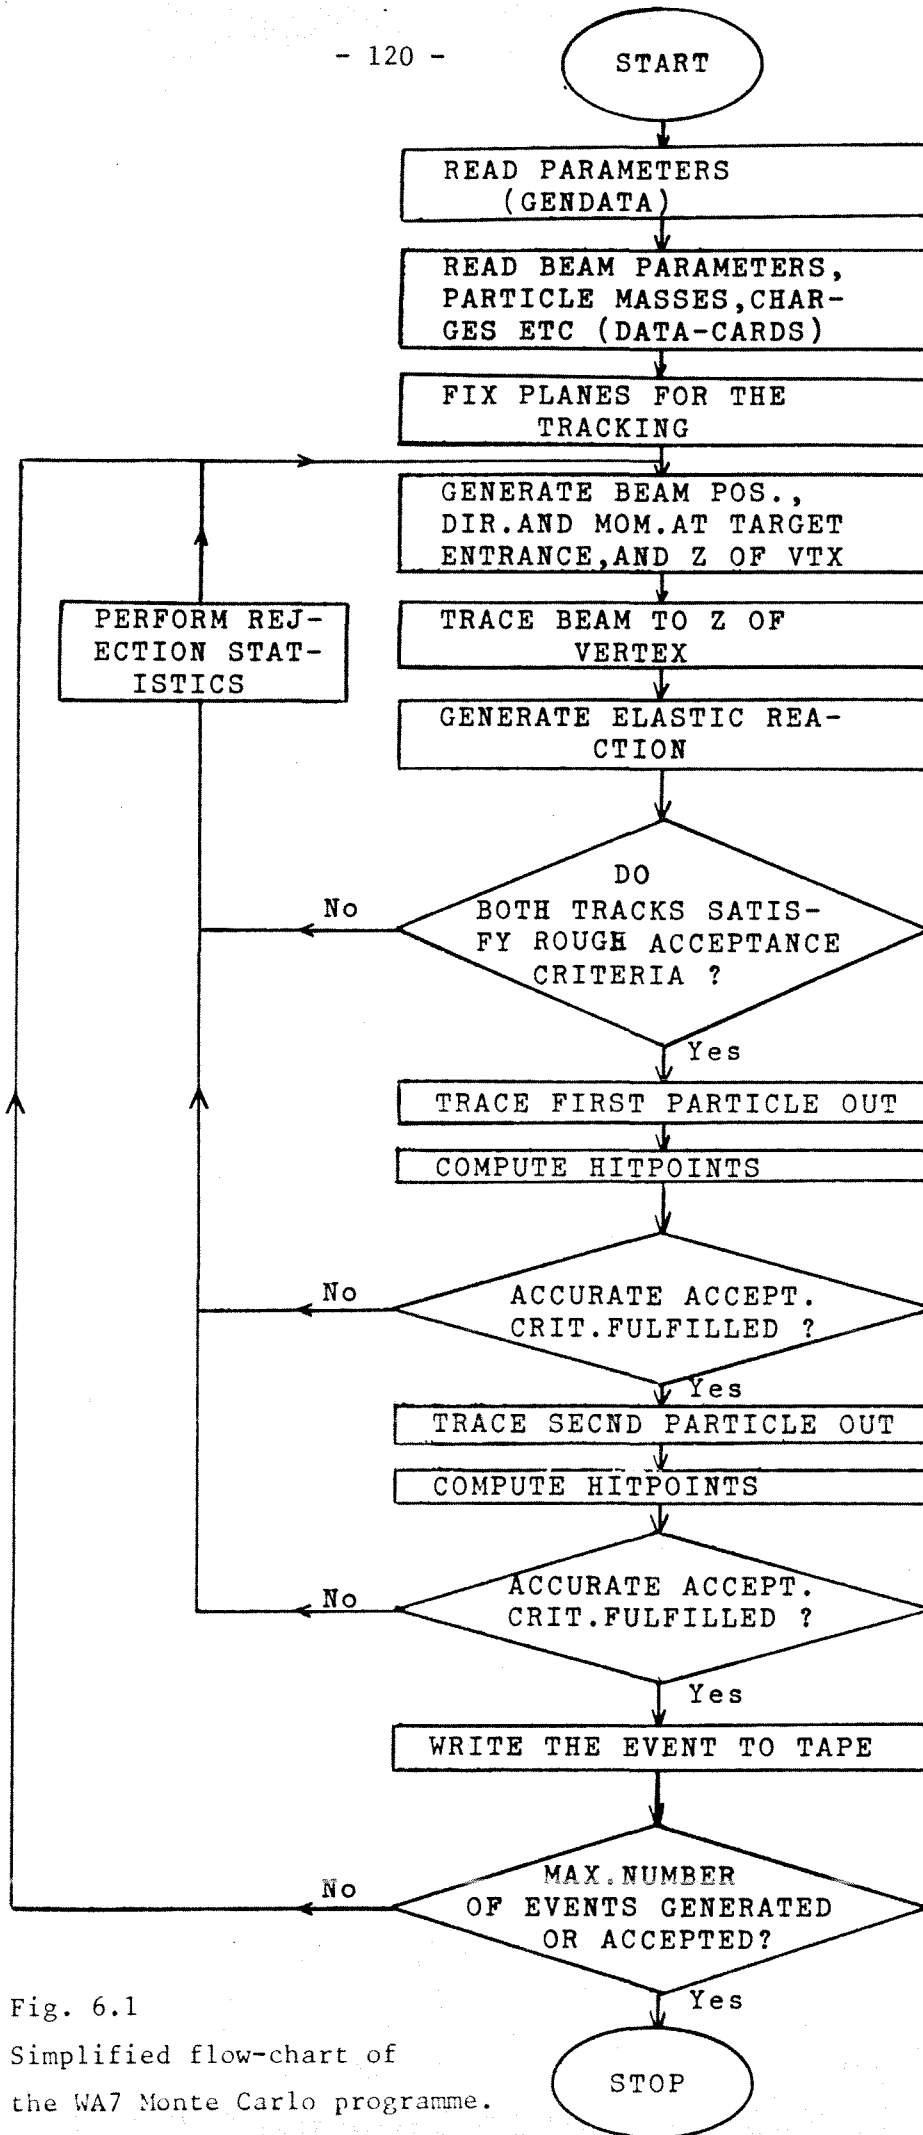 - 120 -
START
READ PARAMETERS
(GENDATA)
READ BEAM PARAMETERS,
PARTICLE MASSES,CHAR-
GES ETC (DATA-CARDS)
FIX PLANES FOR THE
TRACKING
GENERATE BEAM POS.,
DIR.AND MOM.AT TARGET
ENTRANCE,AND Z OF VTX
PERFORM REJ-
ECTION STAT-
ISTICS
TRACE BEAM TO Z OF
VERTEX
GENERATE ELASTIC REA-
CTION
DO
BOTH TRACKS SATIS-
FY ROUGH ACCEPTANCE
CRITERIA ?
No
Yes
TRACE FIRST PARTICLE OUT
COMPUTE HITPOINTS
ACCURATE ACCEPT.
CRIT.FULFILLED ?
No
Yes
TRACE SECND PARTICLE OUT
COMPUTE HITPOINTS
ACCURATE ACCEPT.
CRIT.FULFILLED ?
No
Yes
WRITE THE EVENT TO TAPE
MAX.NUMBER
OF EVENTS GENERATED
OR ACCEPTED?
No
Yes
STOP
Fig. 6.1
Simplified flow-chart of
the WA7 Monte Carlo programme.